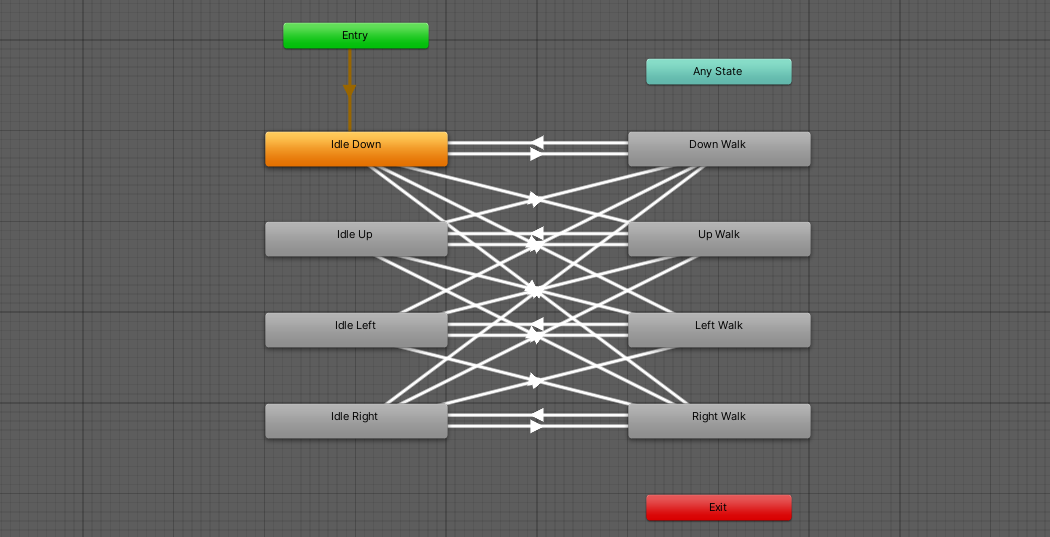 Entry
Any State
Idle Down
Down Walk
Idle Up
Up Walk
Idle Left
Left Walk
Idle Right
Right Walk
Exit